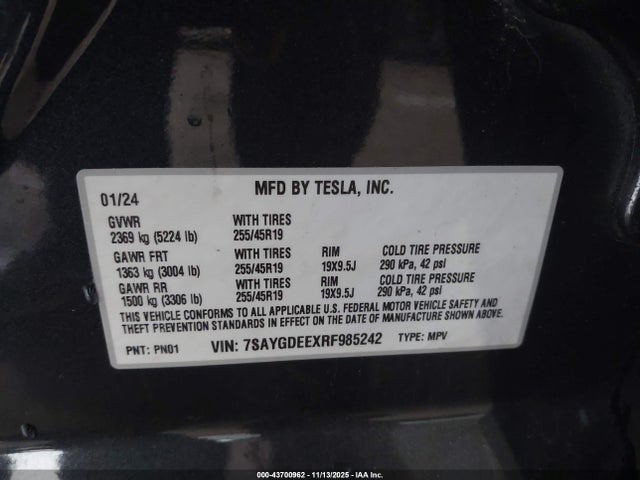 MFD BY TESLA, INC.
01/24
GVWR WITH TIRES
2369 kg (5224 lb) 255/45R19
GAWR FRT WITH TIRES RIM COLD TIRE PRESSURE
1363 kg (3004 lb) 255/45R19 19X9.5J 290 kPa, 42 psi
GAWR RR WITH TIRES RIM COLD TIRE PRESSURE
1500 kg (3306 lb) 255/45R19 19X9.5J 290 kPa, 42 psi
THIS VEHICLE CONFORMS TO ALL APPLICABLE U.S. FEDERAL MOTOR VEHICLE SAFETY AND
THEFT PREVENTION STANDARDS IN EFFECT ON THE DATE OF MANUFACTURE SHOWN ABOVE.
PNT: PN01 VIN: 7SAYGDEEXRF985242 TYPE: MPV
000-43700962 - 11/13/2025 - IAA Inc.